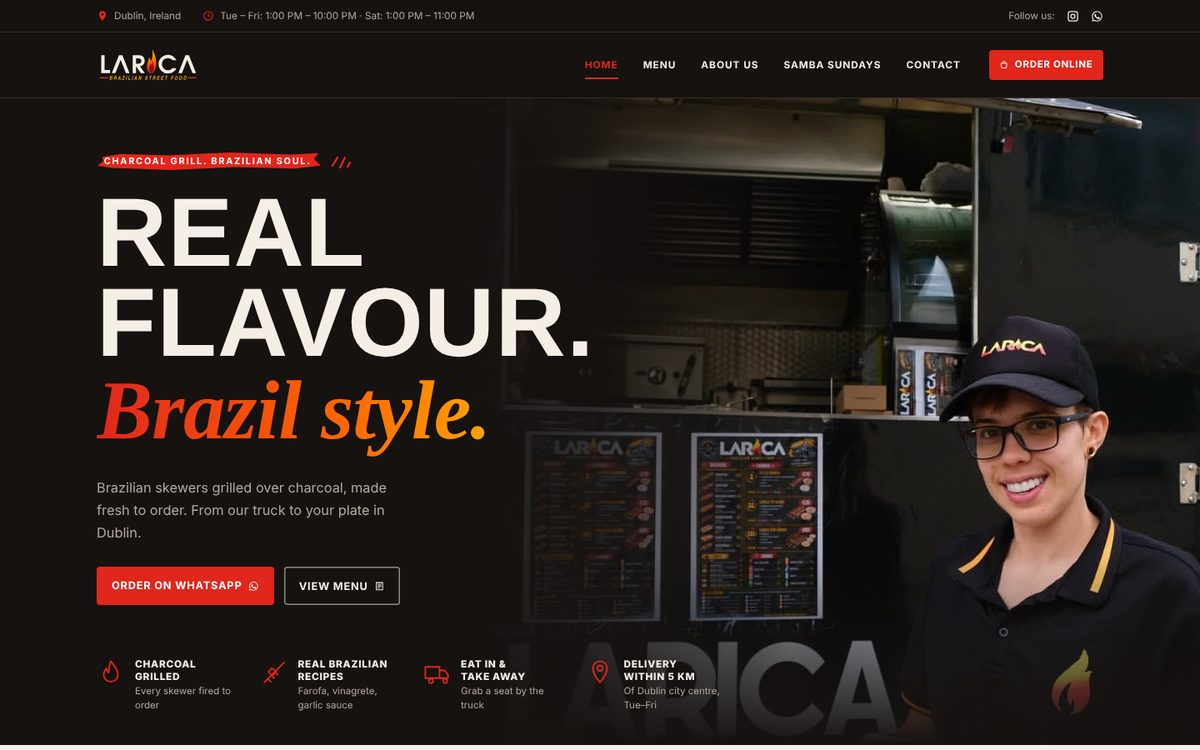 Dublin, Ireland
Tue – Fri: 1:00 PM – 10:00 PM · Sat: 1:00 PM – 11:00 PM
Follow us:
LARICA
BRAZILIAN STREET FOOD
HOME
MENU
ABOUT US
SAMBA SUNDAYS
CONTACT
ORDER ONLINE
CHARCOAL GRILL. BRAZILIAN SOUL.
REAL
FLAVOUR.
Brazil style.
Brazilian skewers grilled over charcoal, made
fresh to order. From our truck to your plate in
Dublin.
ORDER ON WHATSAPP
VIEW MENU
CHARCOAL
GRILLED
Every skewer fired to
order
REAL BRAZILIAN
RECIPES
Farofa, vinagrete,
garlic sauce
EAT IN &
TAKE AWAY
Grab a seat by the
truck
DELIVERY
WITHIN 5 KM
Of Dublin city centre,
Tue–Fri
LARICA
LARICA
LARICA
LARICA
LARICA
LARICA